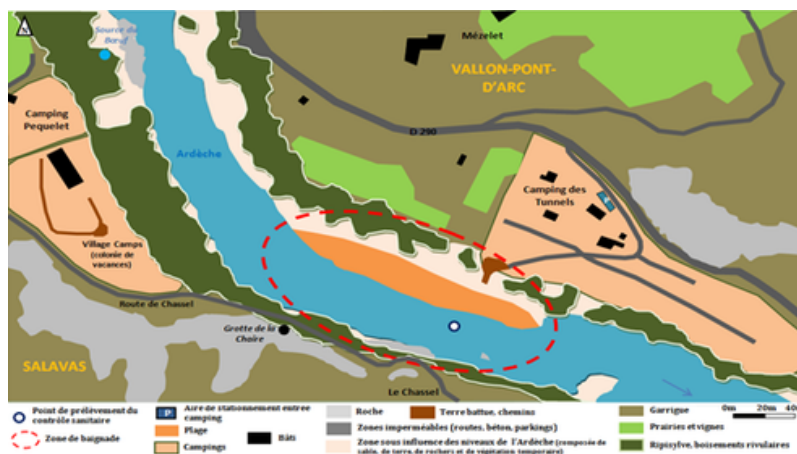 N
Source du
Bœuf
Mézelet
VALLON-PONT-
D'ARC
Camping
Pequelet
D 290
Ardèche
Camping des
Tunnels
Village Camps
(colonie de
vacances)
Route de Chassel
Grotte de la
Chaire
SALAVAS
Le Chassel
Point de prélèvement du
contrôle sanitaire
Zone de baignade
P
Aire de stationnement entrée
camping
Plage
Campings
Bâti
Roche
Terre battue, chemins
Zones imperméables (routes, béton, parkings)
Zone sous influence des niveaux de l'Ardèche (composée de
sable, de terre, de rochers et de végétation temporaire)
Garrigue
Prairies et vignes
Ripisylve, boisements rivulaires
0m 20m